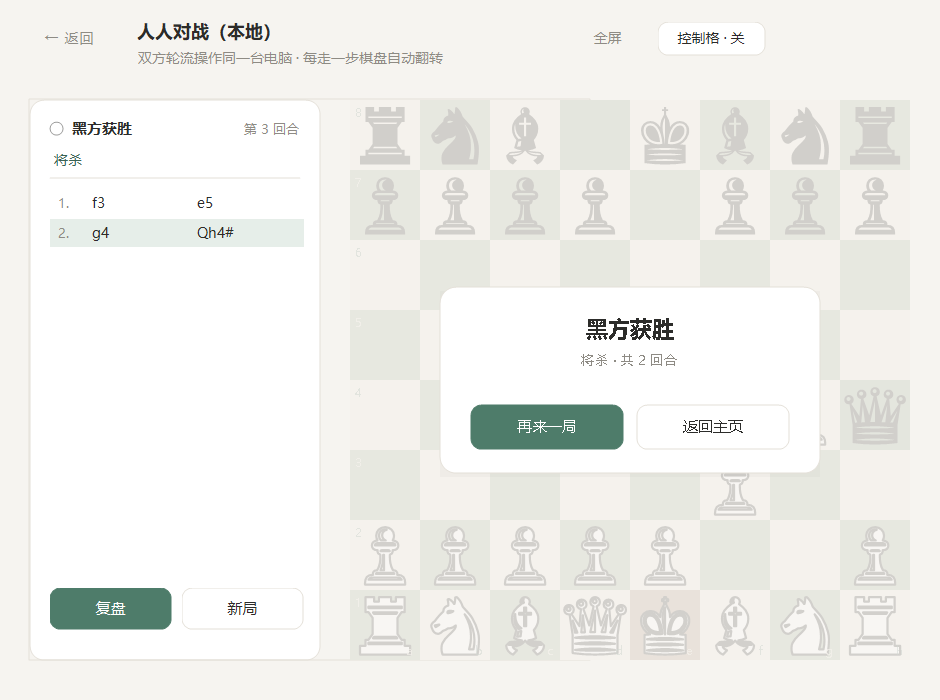 ← 返回
人人对战（本地）
双方轮流操作同一台电脑 · 每走一步棋盘自动翻转
全屏
控制格 · 关
黑方获胜
第 3 回合
将杀
1. f3 e5
2. g4 Qh4#
8
7
6
5
4
3
2
黑方获胜
将杀 · 共 2 回合
再来一局
返回主页
复盘
新局
f